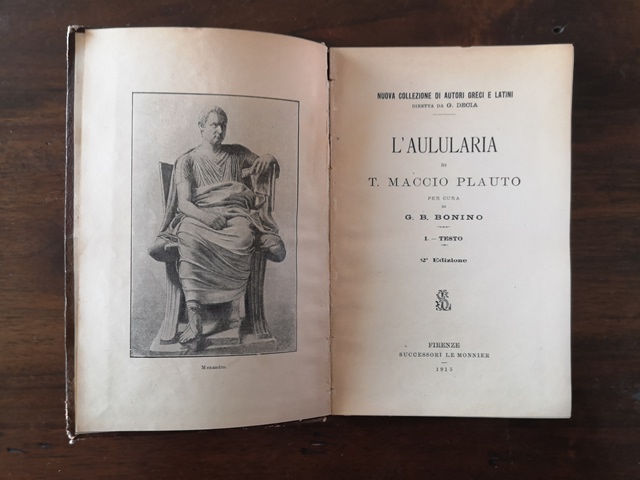 Menandro.
NUOVA COLLEZIONE DI AUTORI GRECI E LATINI
DIRETTA DA G. DECIA
L'AULULARIA
DI
T. MACCIO PLAUTO
PER CURA
DI
G. B. BONINO
I. – TESTO
2ª Edizione
FIRENZE
SUCCESSORI LE MONNIER
1915